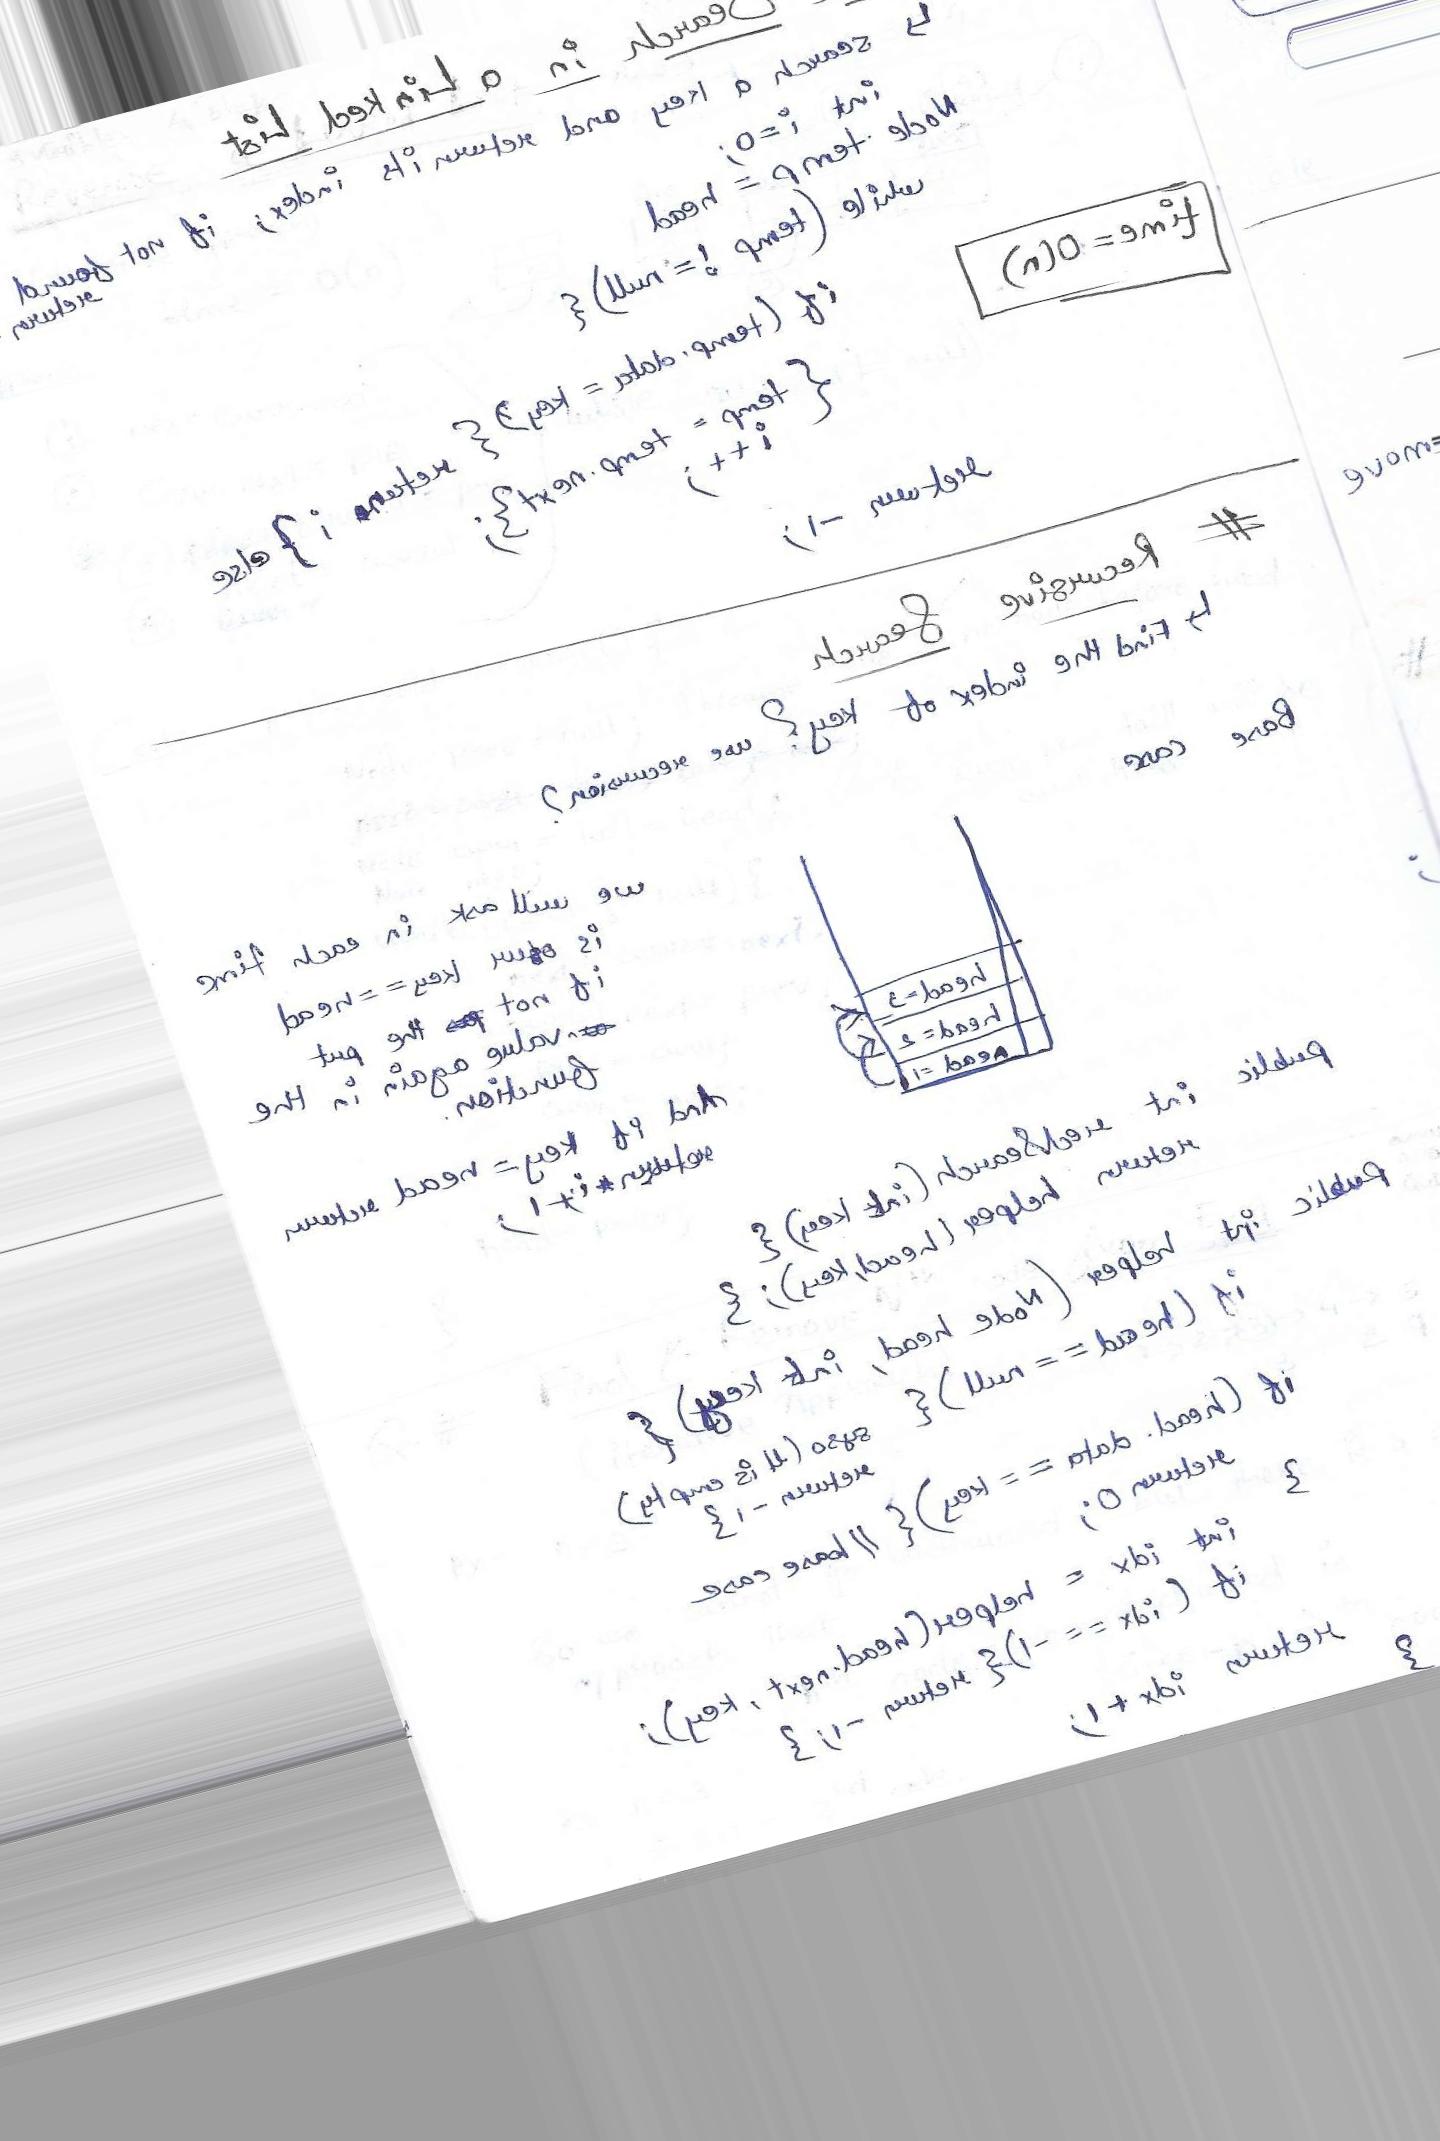 Search in a Linked List
↳ search a key and return its index; if not found
return
int i=0;
Node temp = head
while (temp != null) {
if (temp.data = key) { return i } else
{ temp = temp.next };
i++;
return -1;
time = O(n)
# Recursive Search
↳ Find the index of key? use recursion?
Base case
head=3
head=2
head=1
we will ask in each time
is our key == head
if not the put
value again in the
function.
And if key = head return
return i+1;
public int recSearch (int key) {
return helper (head, key); }
public int helper (Node head, int key) {
if (head == null) {
syso (ll is empty)
return -1 }
if (head.data == key) { // base case
return 0;
}
int idx = helper (head.next, key);
if (idx == -1) { return -1; }
return idx + 1;
}
emove
#
;